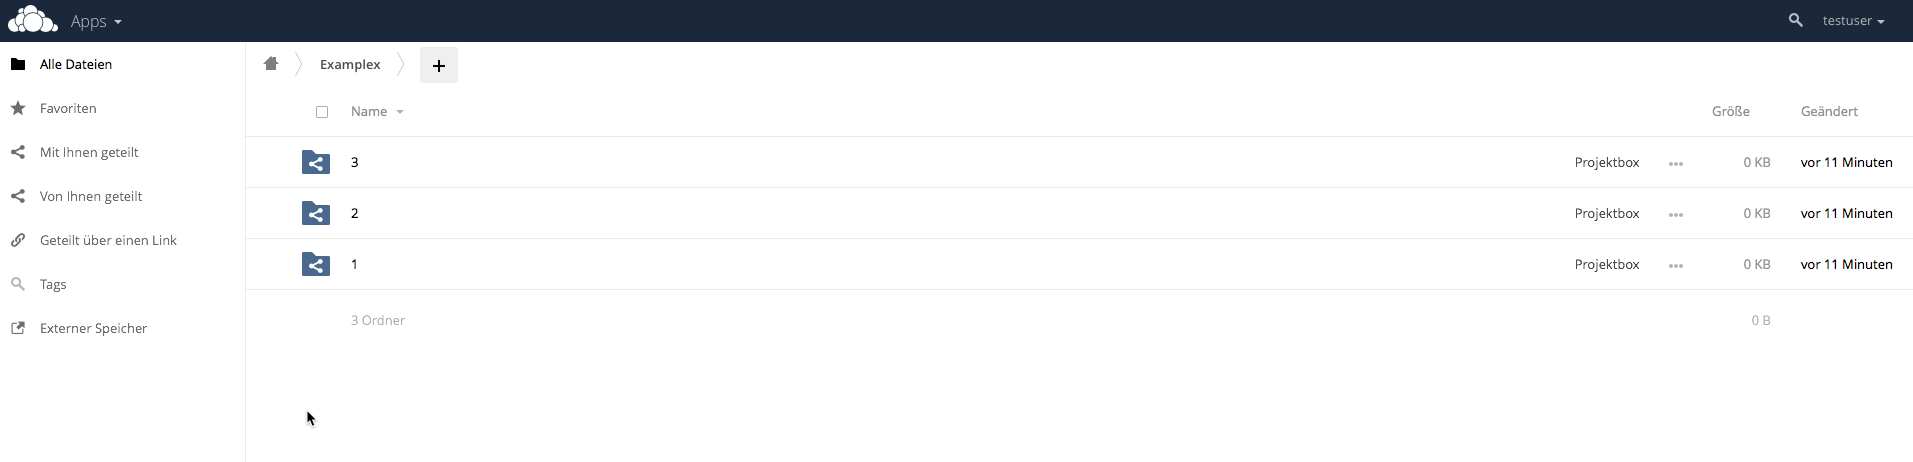 Apps testuser
Alle Dateien
Favoriten
Mit Ihnen geteilt
Von Ihnen geteilt
Geteilt über einen Link
Tags
Externer Speicher
Examplex +
Name Größe Geändert
3 Projektbox ••• 0 KB vor 11 Minuten
2 Projektbox ••• 0 KB vor 11 Minuten
1 Projektbox ••• 0 KB vor 11 Minuten
3 Ordner 0 B